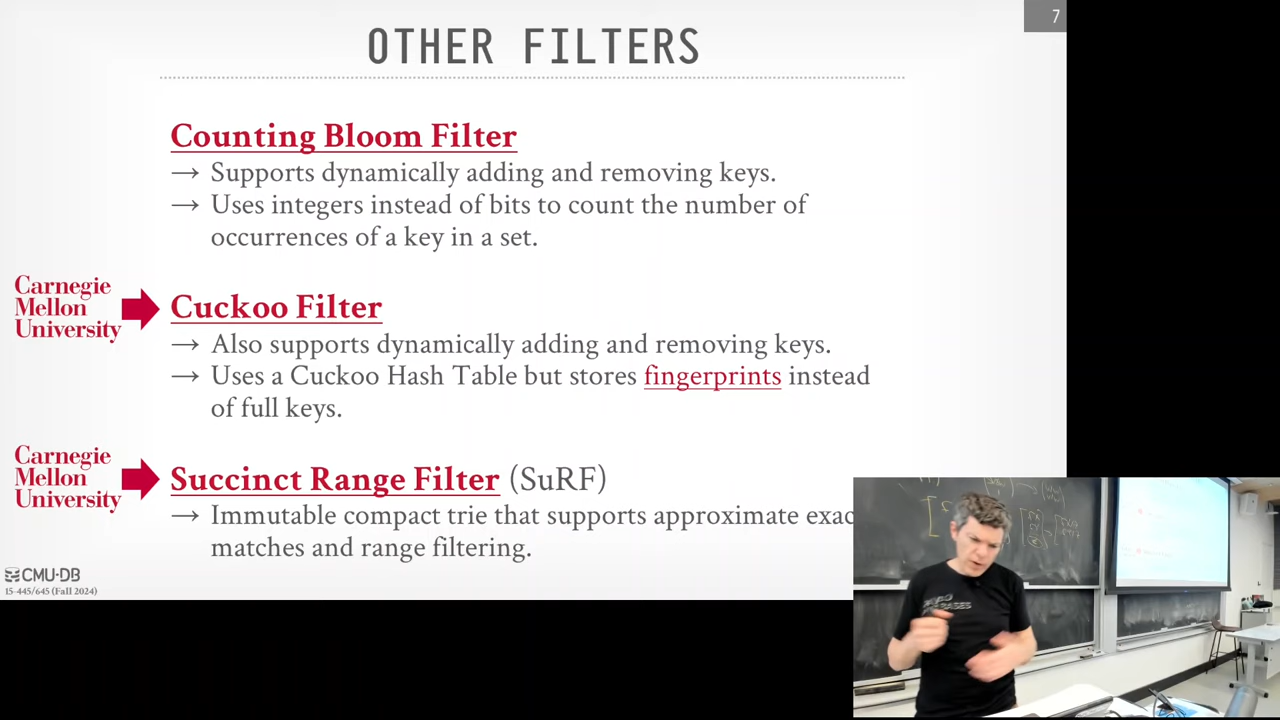 7
OTHER FILTERS
Counting Bloom Filter
→ Supports dynamically adding and removing keys.
→ Uses integers instead of bits to count the number of
occurrences of a key in a set.
Carnegie
Mellon
University
Cuckoo Filter
→ Also supports dynamically adding and removing keys.
→ Uses a Cuckoo Hash Table but stores fingerprints instead
of full keys.
Carnegie
Mellon
University
Succinct Range Filter (SuRF)
→ Immutable compact trie that supports approximate exac
matches and range filtering.
CMU·DB
15-445/645 (Fall 2024)